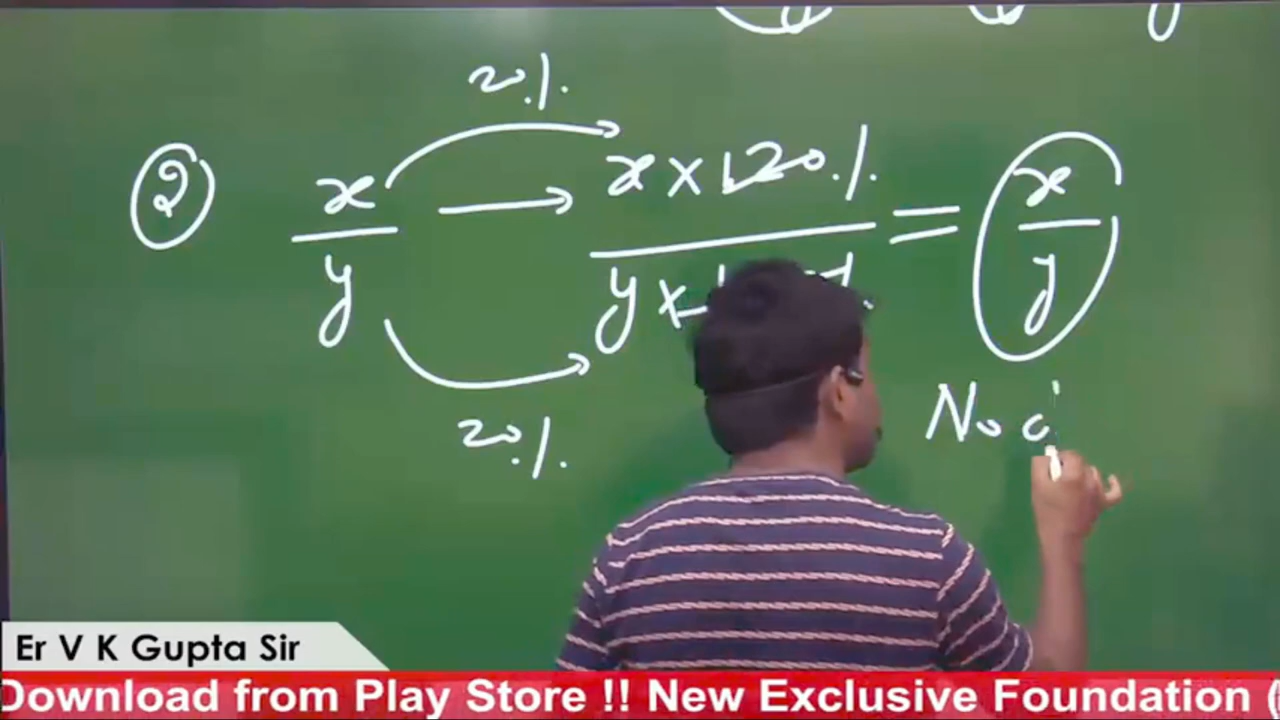 20%
②
x/y → x × 120% / y × = x/y
20%
No
Er V K Gupta Sir
Download from Play Store !! New Exclusive Foundation (